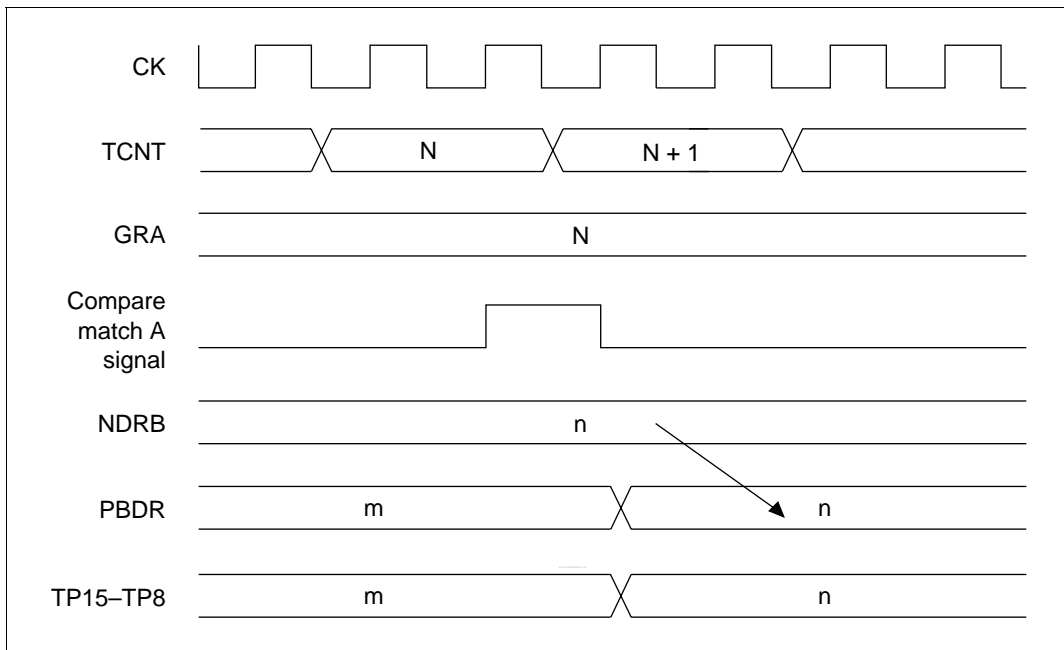 CK
TCNT
N
N + 1
GRA
N
Compare
match A
signal
NDRB
n
PBDR
m
n
TP15–TP8
m
n